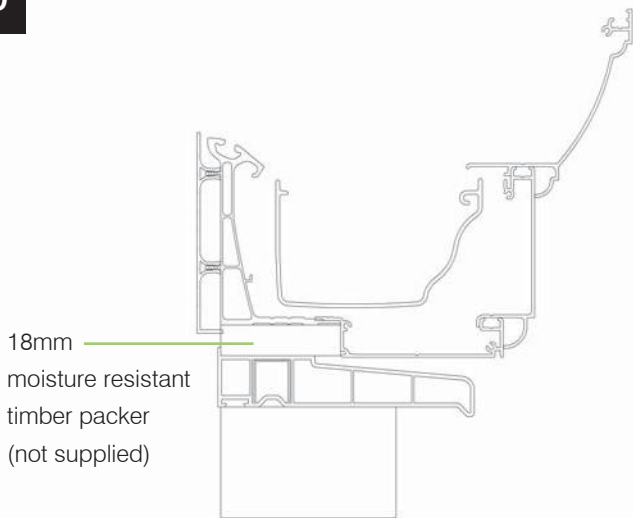 18mm
moisture resistant
timber packer
(not supplied)